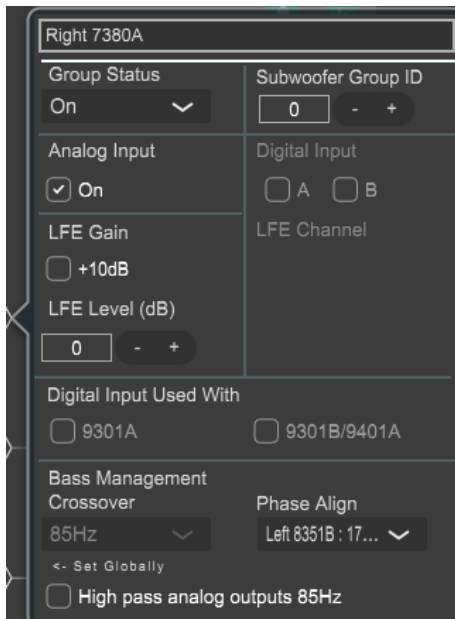 Right 7380A
Group Status
On
Subwoofer Group ID
0 - +
Analog Input
On
Digital Input
A B
LFE Gain
+10dB
LFE Channel
LFE Level (dB)
0 - +
Digital Input Used With
9301A 9301B/9401A
Bass Management
Crossover
85Hz
Phase Align
Left 8351B : 17...
<- Set Globally
High pass analog outputs 85Hz